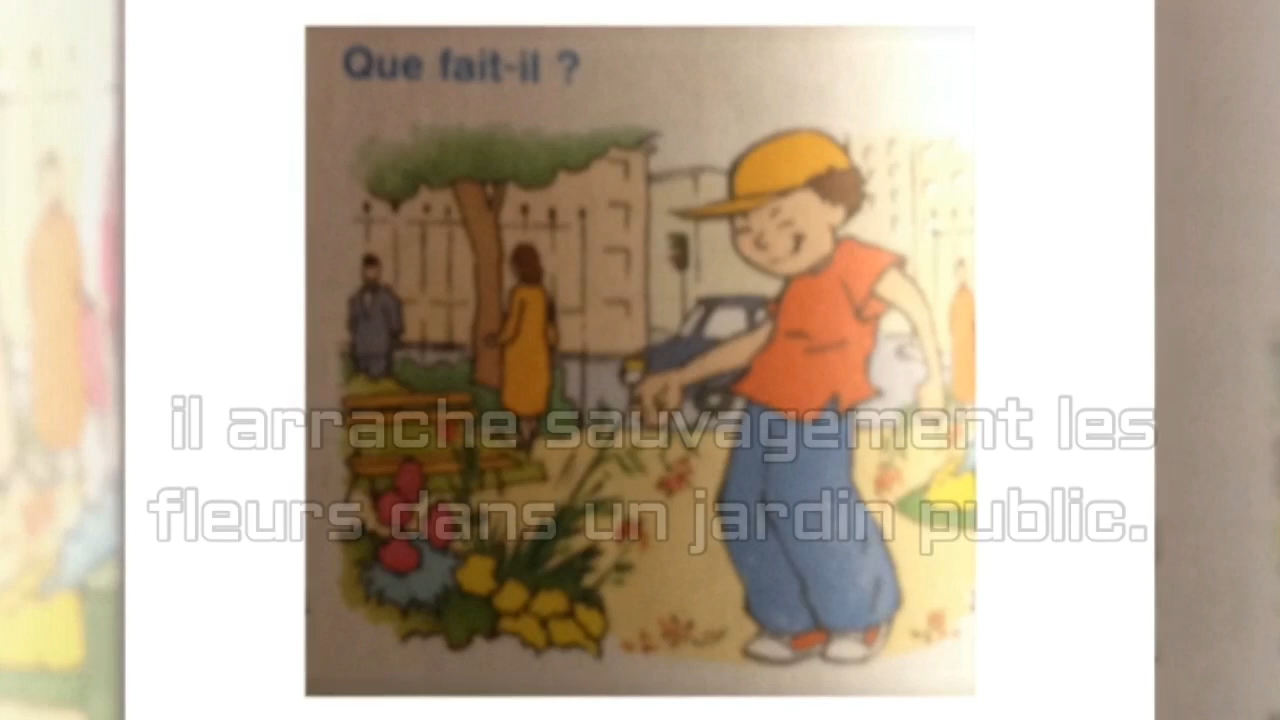 Que fait-il ?
il arrache sauvagement les
fleurs dans un jardin public.